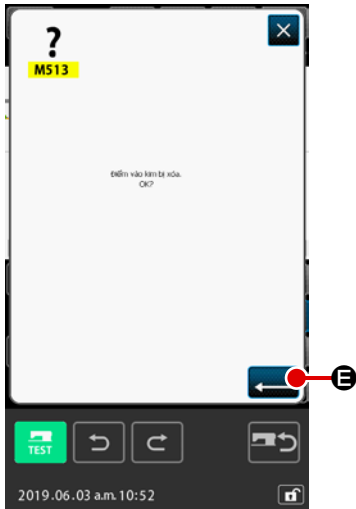 ?
M513
Điểm vào kim bị xóa.
OK?
E
TEST
2019.06.03 a.m. 10:52